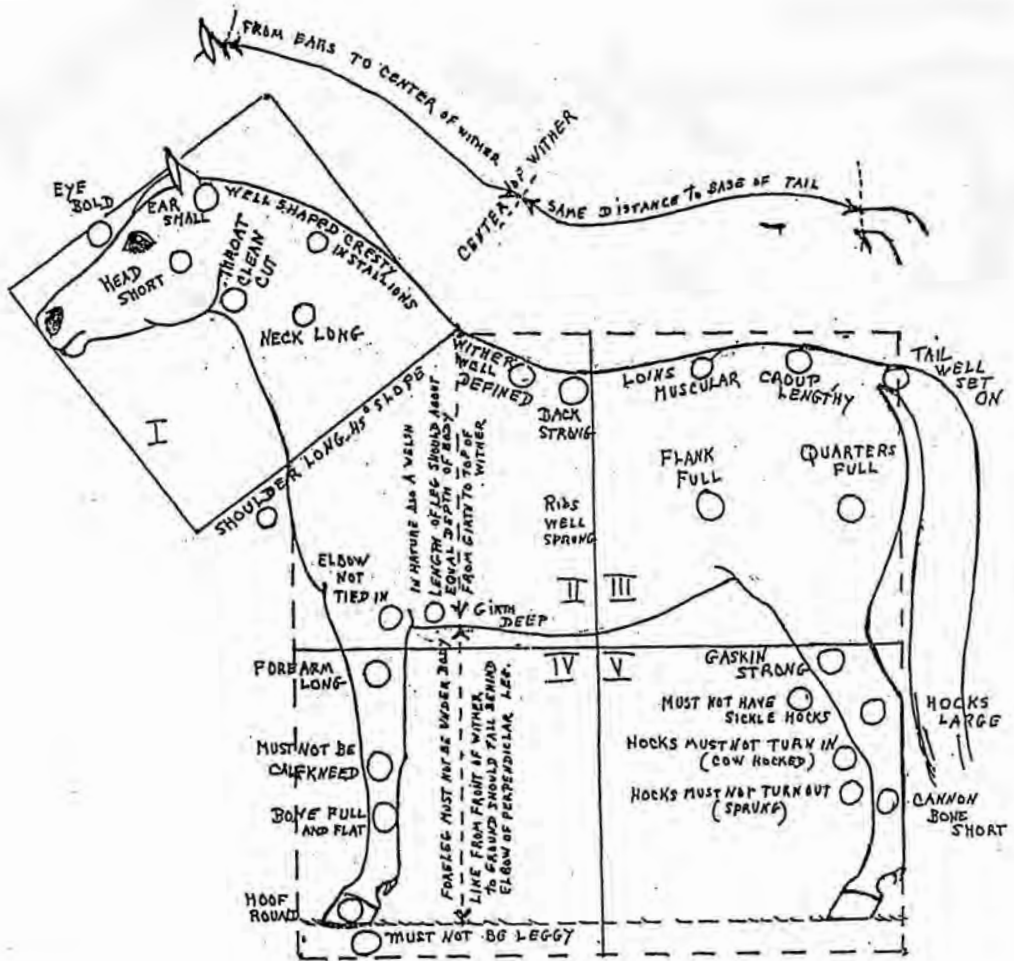 FROM EARS TO CENTER OF WITHER
CENTER OF WITHER
SAME DISTANCE TO BASE OF TAIL
EYE
BOLD
EAR
SMALL
WELL SHAPED CRESTY
IN STALLIONS
HEAD
SHORT
THROAT
CLEAN
CUT
NECK LONG
I
SHOULDER LONG, 45° SLOPE
WITHER
WELL
DEFINED
BACK
STRONG
LOINS
MUSCULAR
CROUP
LENGTHY
TAIL
WELL
SET
ON
IN MATURE
A WELSH
LENGTH OF LEG SHOULD ABOUT
EQUAL DEPTH OF BODY
FROM GIRTH TO TOP OF
WITHER
FLANK
FULL
QUARTERS
FULL
RIBS
WELL
SPRUNG
ELBOW
NOT
TIED IN
II
III
GIRTH
DEEP
IV
V
FOREARM
LONG
GASKIN
STRONG
MUST NOT HAVE
SICKLE HOCKS
HOCKS
LARGE
MUST NOT BE
CALFKNEED
HOCKS MUST NOT TURN IN
(COW HOCKED)
BONE FULL
AND FLAT
HOCKS MUST NOT TURN OUT
(SPRUNG)
CANNON
BONE
SHORT
FORELEG MUST NOT BE UNDER BODY.
LINE FROM FRONT OF WITHER
TO GROUND SHOULD FALL BEHIND
ELBOW OF PERPENDICLAR LEG.
HOOF
ROUND
MUST NOT BE LEGGY